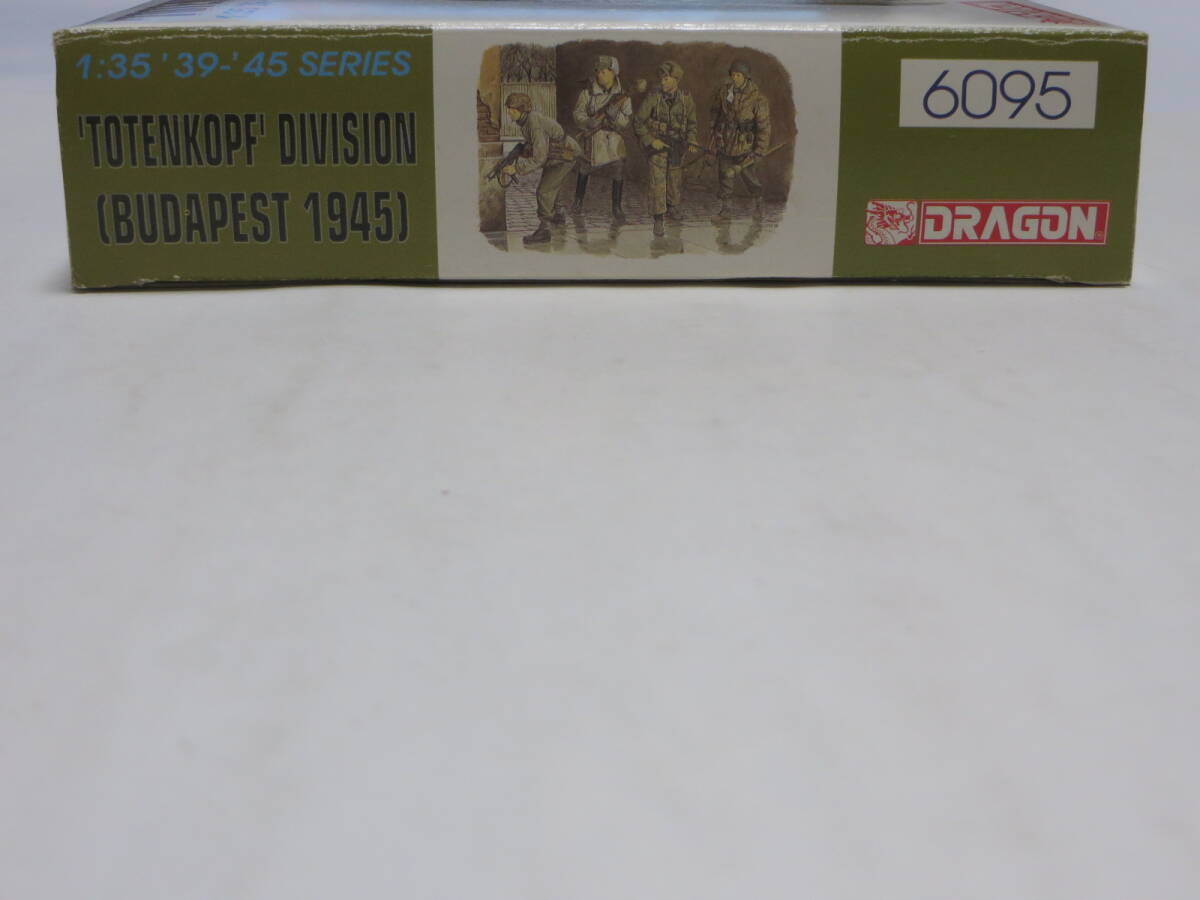 1:35 '39-'45 SERIES
'TOTENKOPF' DIVISION
(BUDAPEST 1945)
6095
DRAGON